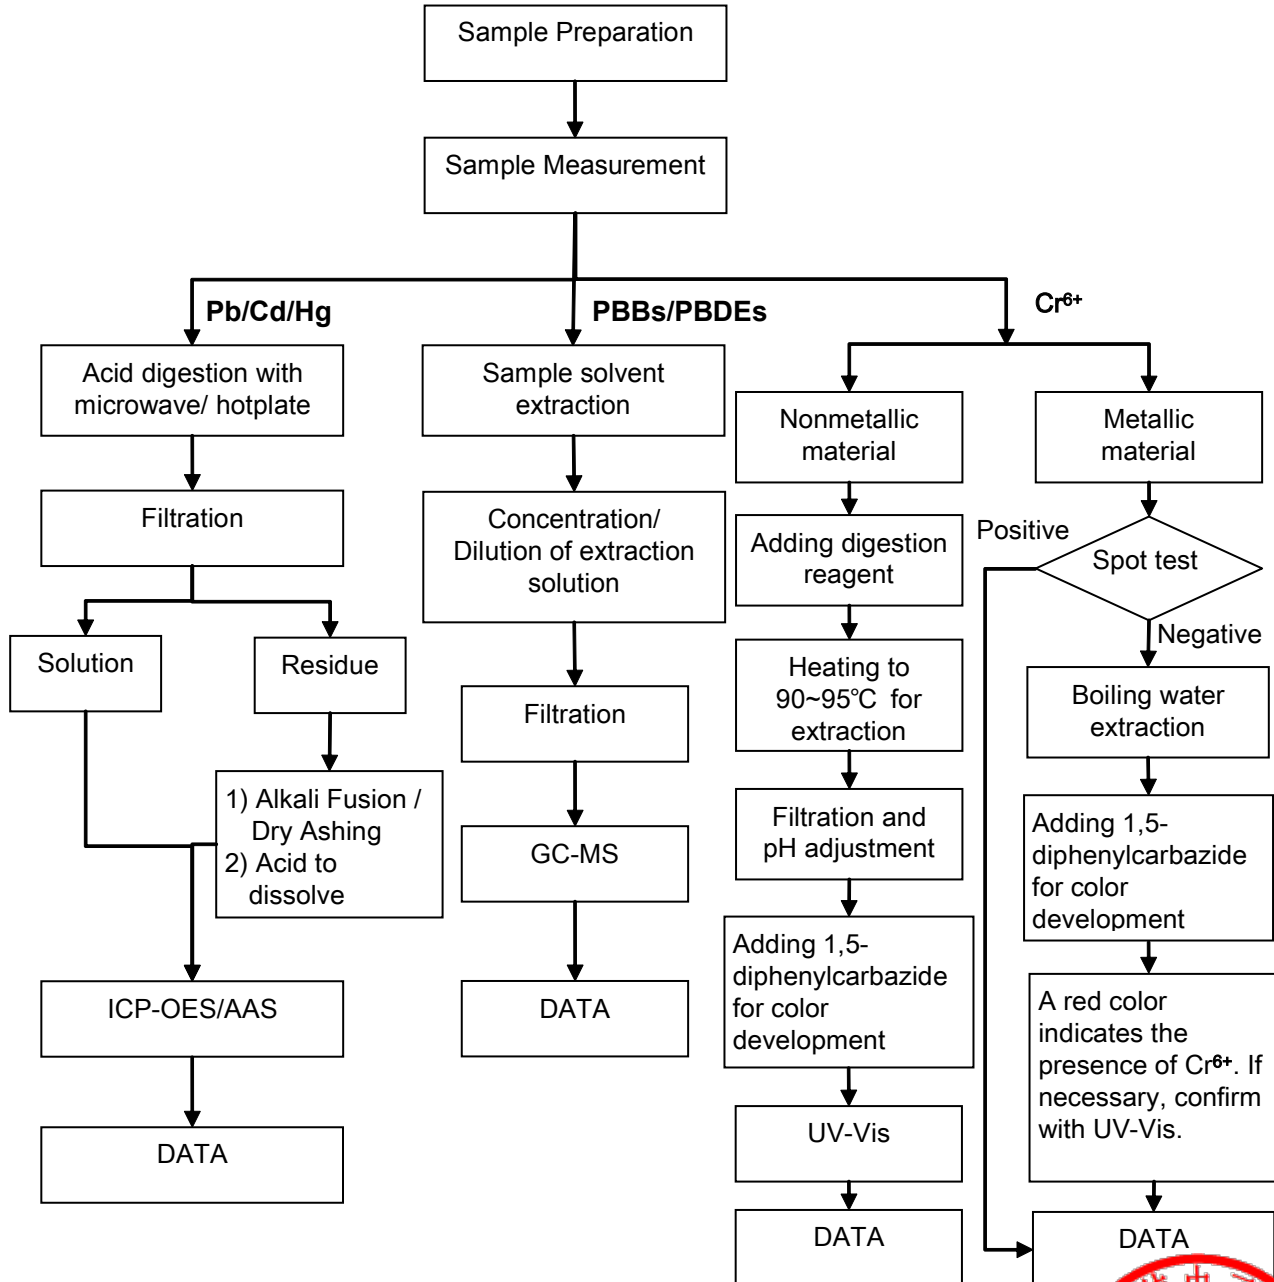 Sample Preparation
Sample Measurement
Pb/Cd/Hg
PBBs/PBDEs
Cr⁶⁺
Acid digestion with
microwave/ hotplate
Filtration
Solution
Residue
1) Alkali Fusion /
Dry Ashing
2) Acid to
dissolve
ICP-OES/AAS
DATA
Sample solvent
extraction
Concentration/
Dilution of extraction
solution
Filtration
GC-MS
DATA
Nonmetallic
material
Adding digestion
reagent
Heating to
90~95℃ for
extraction
Filtration and
pH adjustment
Adding 1,5-
diphenylcarbazide
for color
development
UV-Vis
DATA
Metallic
material
Positive
Spot test
Negative
Boiling water
extraction
Adding 1,5-
diphenylcarbazide
for color
development
A red color
indicates the
presence of Cr⁶⁺. If
necessary, confirm
with UV-Vis.
DATA